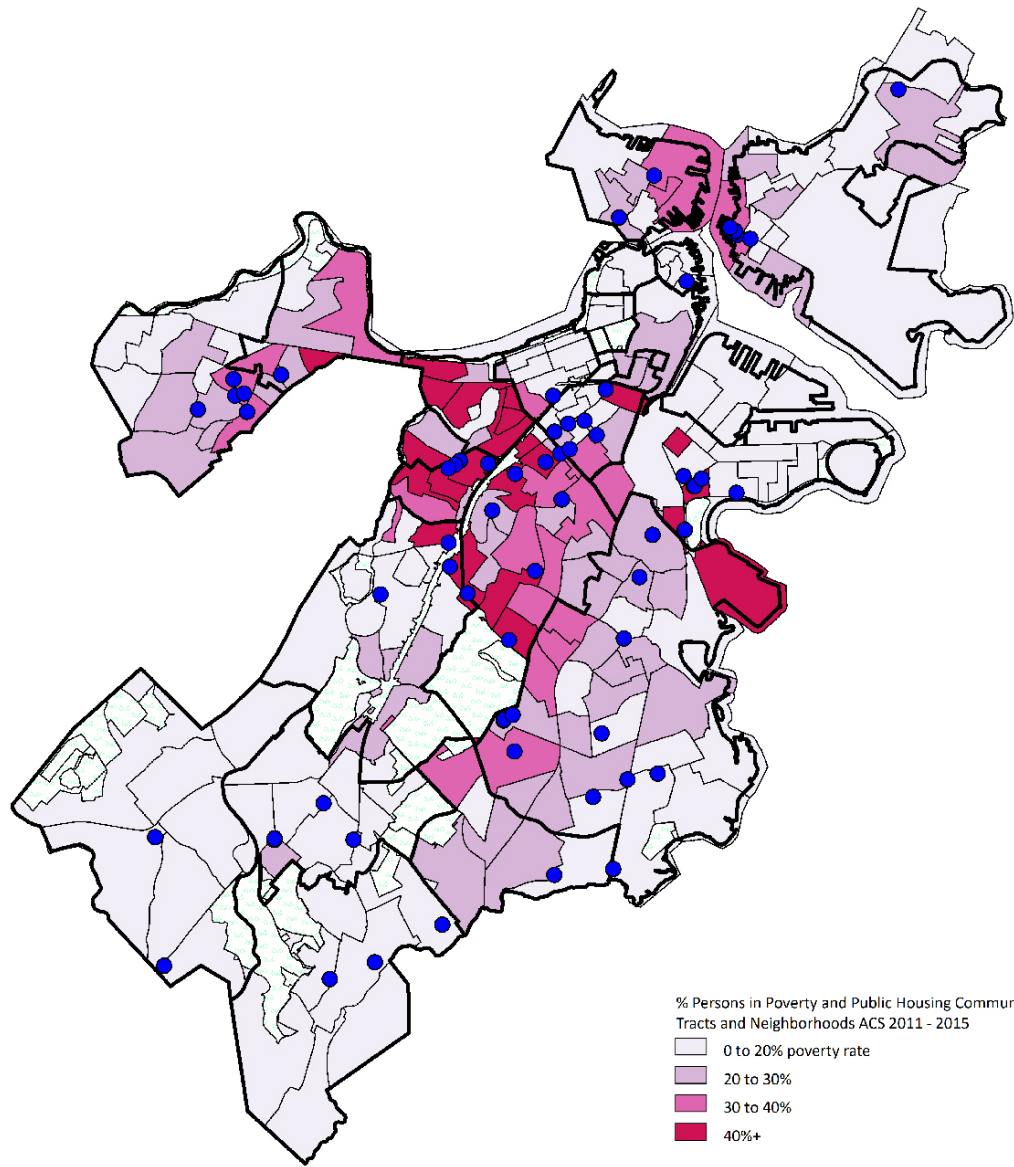 % Persons in Poverty and Public Housing Commur
Tracts and Neighborhoods ACS 2011 - 2015
0 to 20% poverty rate
20 to 30%
30 to 40%
40%+